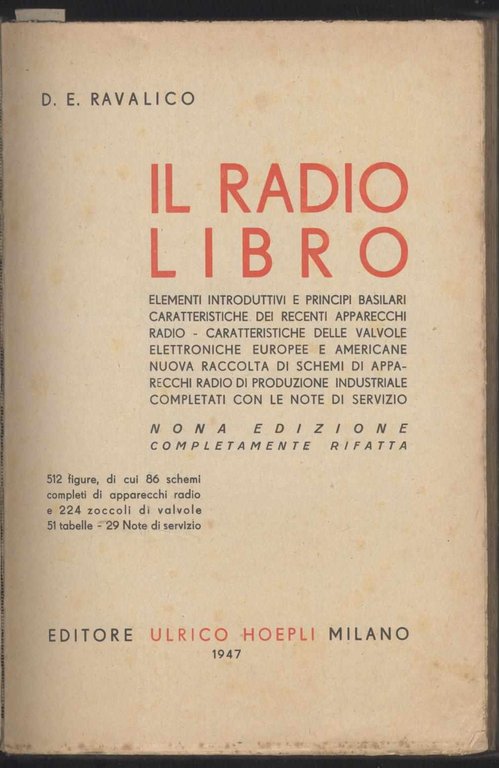 D. E. RAVALICO
IL RADIO
LIBRO
ELEMENTI INTRODUTTIVI E PRINCIPI BASILARI
CARATTERISTICHE DEI RECENTI APPARECCHI
RADIO - CARATTERISTICHE DELLE VALVOLE
ELETTRONICHE EUROPEE E AMERICANE
NUOVA RACCOLTA DI SCHEMI DI APPA-
RECCHI RADIO DI PRODUZIONE INDUSTRIALE
COMPLETATI CON LE NOTE DI SERVIZIO
NONA EDIZIONE
COMPLETAMENTE RIFATTA
512 figure, di cui 86 schemi
completi di apparecchi radio
e 224 zoccoli di valvole
51 tabelle - 29 Note di servizio
EDITORE ULRICO HOEPLI MILANO
1947